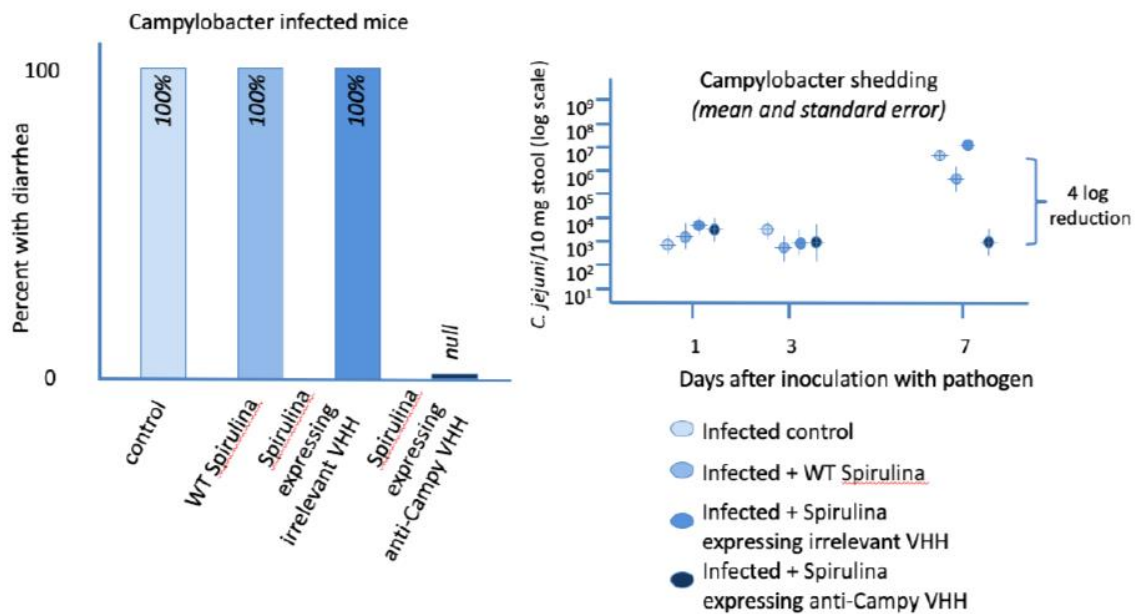 Campylobacter infected mice
Percent with diarrhea
100
0
100%
100%
100%
null
control
WT Spirulina
Spirulina
expressing
irrelevant VHH
Spirulina
expressing
anti-Campy VHH
Campylobacter shedding
(mean and standard error)
C. jejuni/10 mg stool (log scale)
10⁹
10⁸
10⁷
10⁶
10⁵
10⁴
10³
10²
10¹
4 log
reduction
1
3
7
Days after inoculation with pathogen
Infected control
Infected + WT Spirulina
Infected + Spirulina
expressing irrelevant VHH
Infected + Spirulina
expressing anti-Campy VHH